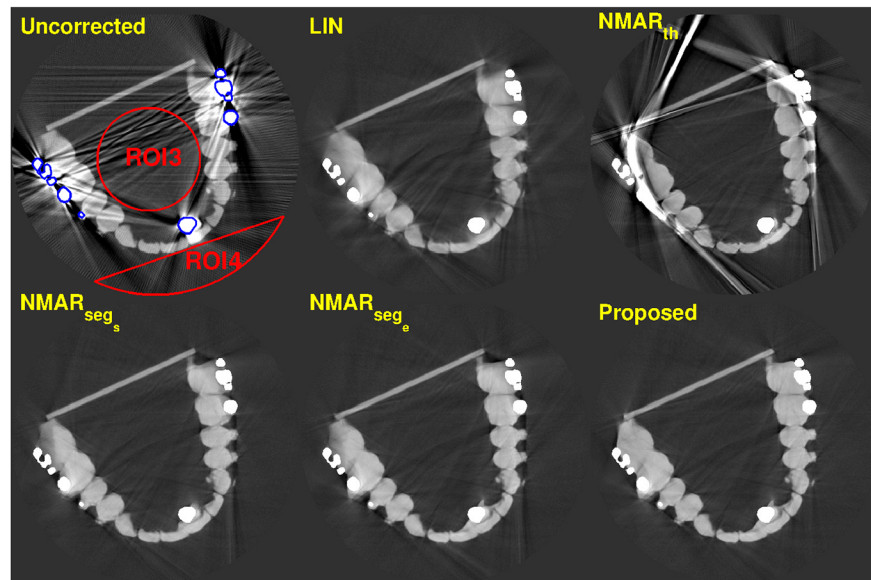 Uncorrected
LIN
NMARth
ROI3
ROI4
NMARsegs
NMARsege
Proposed